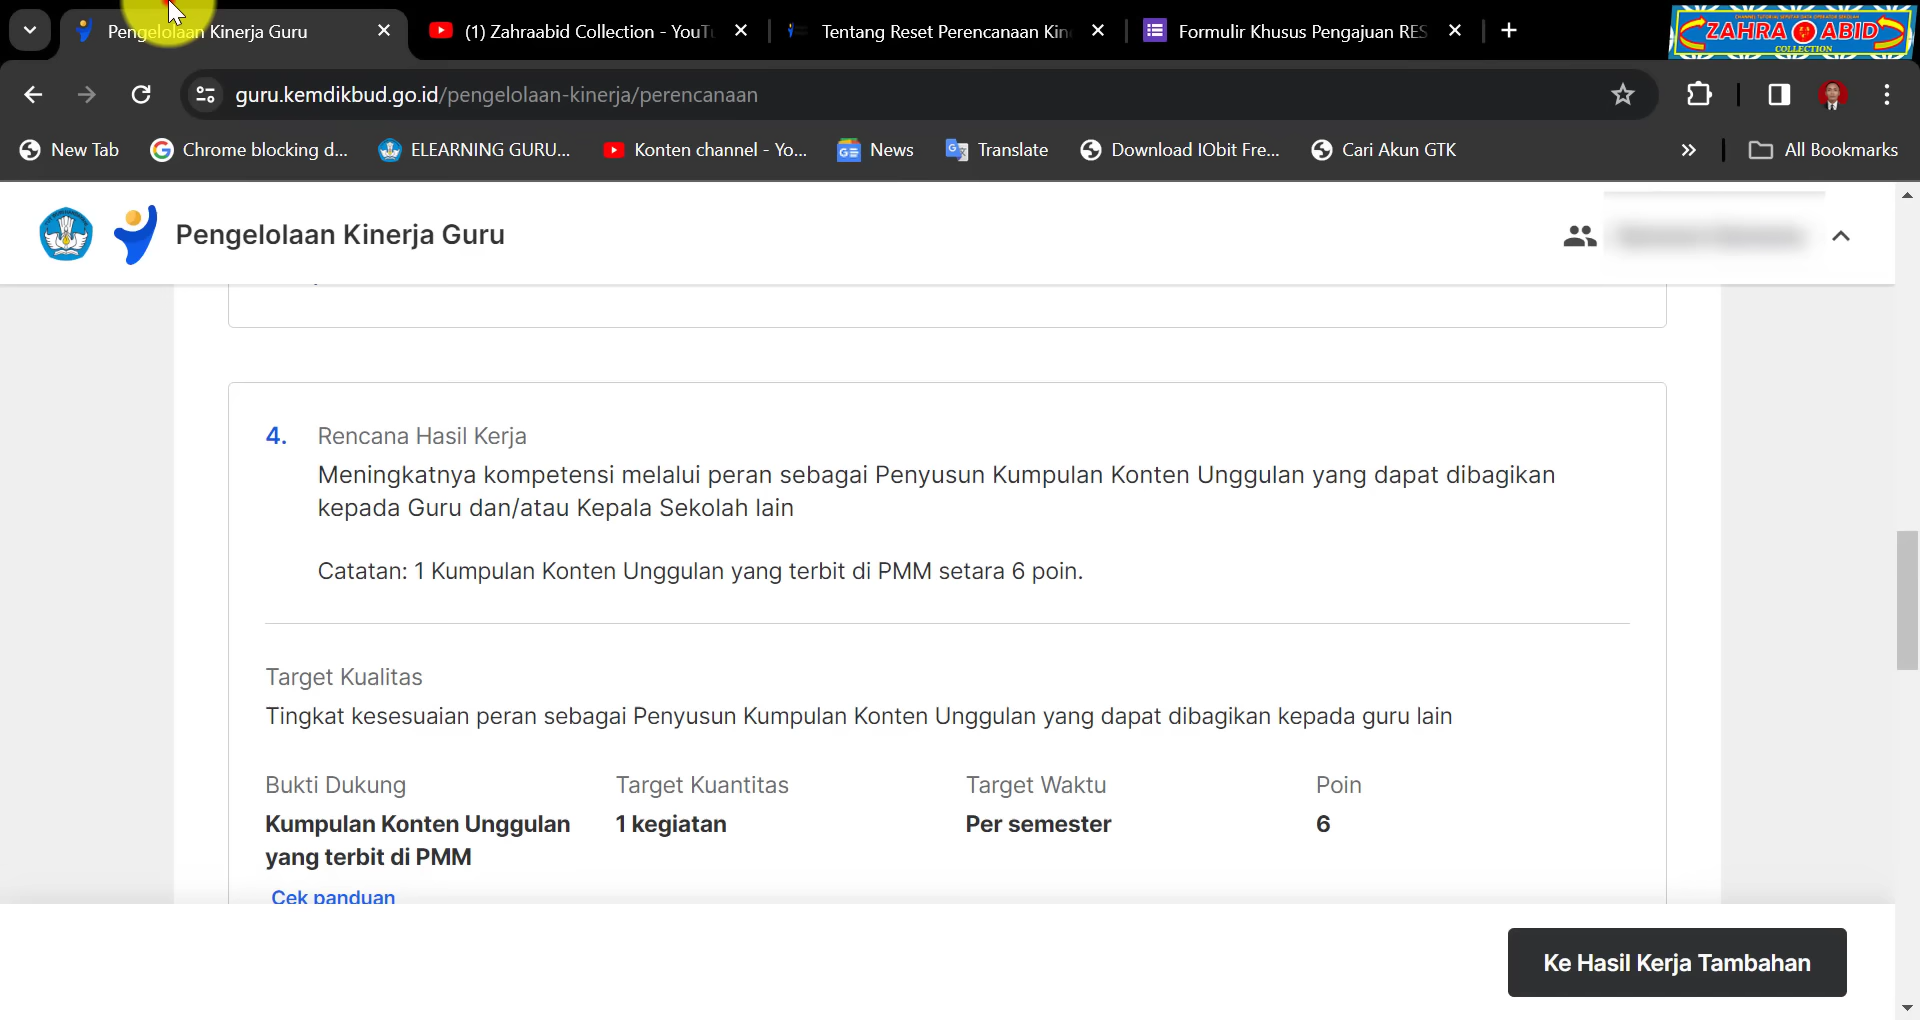 Pengelolaan Kinerja Guru
(1) Zahraabid Collection - YouT
Tentang Reset Perencanaan Kin
Formulir Khusus Pengajuan RES
ZAHRA ABID
COLLECTION
guru.kemdikbud.go.id/pengelolaan-kinerja/perencanaan
New Tab
Chrome blocking d...
ELEARNING GURU...
Konten channel - Yo...
News
Translate
Download IObit Fre...
Cari Akun GTK
»
All Bookmarks
Pengelolaan Kinerja Guru
4. Rencana Hasil Kerja
Meningkatnya kompetensi melalui peran sebagai Penyusun Kumpulan Konten Unggulan yang dapat dibagikan
kepada Guru dan/atau Kepala Sekolah lain
Catatan: 1 Kumpulan Konten Unggulan yang terbit di PMM setara 6 poin.
Target Kualitas
Tingkat kesesuaian peran sebagai Penyusun Kumpulan Konten Unggulan yang dapat dibagikan kepada guru lain
Bukti Dukung
Kumpulan Konten Unggulan
yang terbit di PMM
Cek panduan
Target Kuantitas
1 kegiatan
Target Waktu
Per semester
Poin
6
Ke Hasil Kerja Tambahan